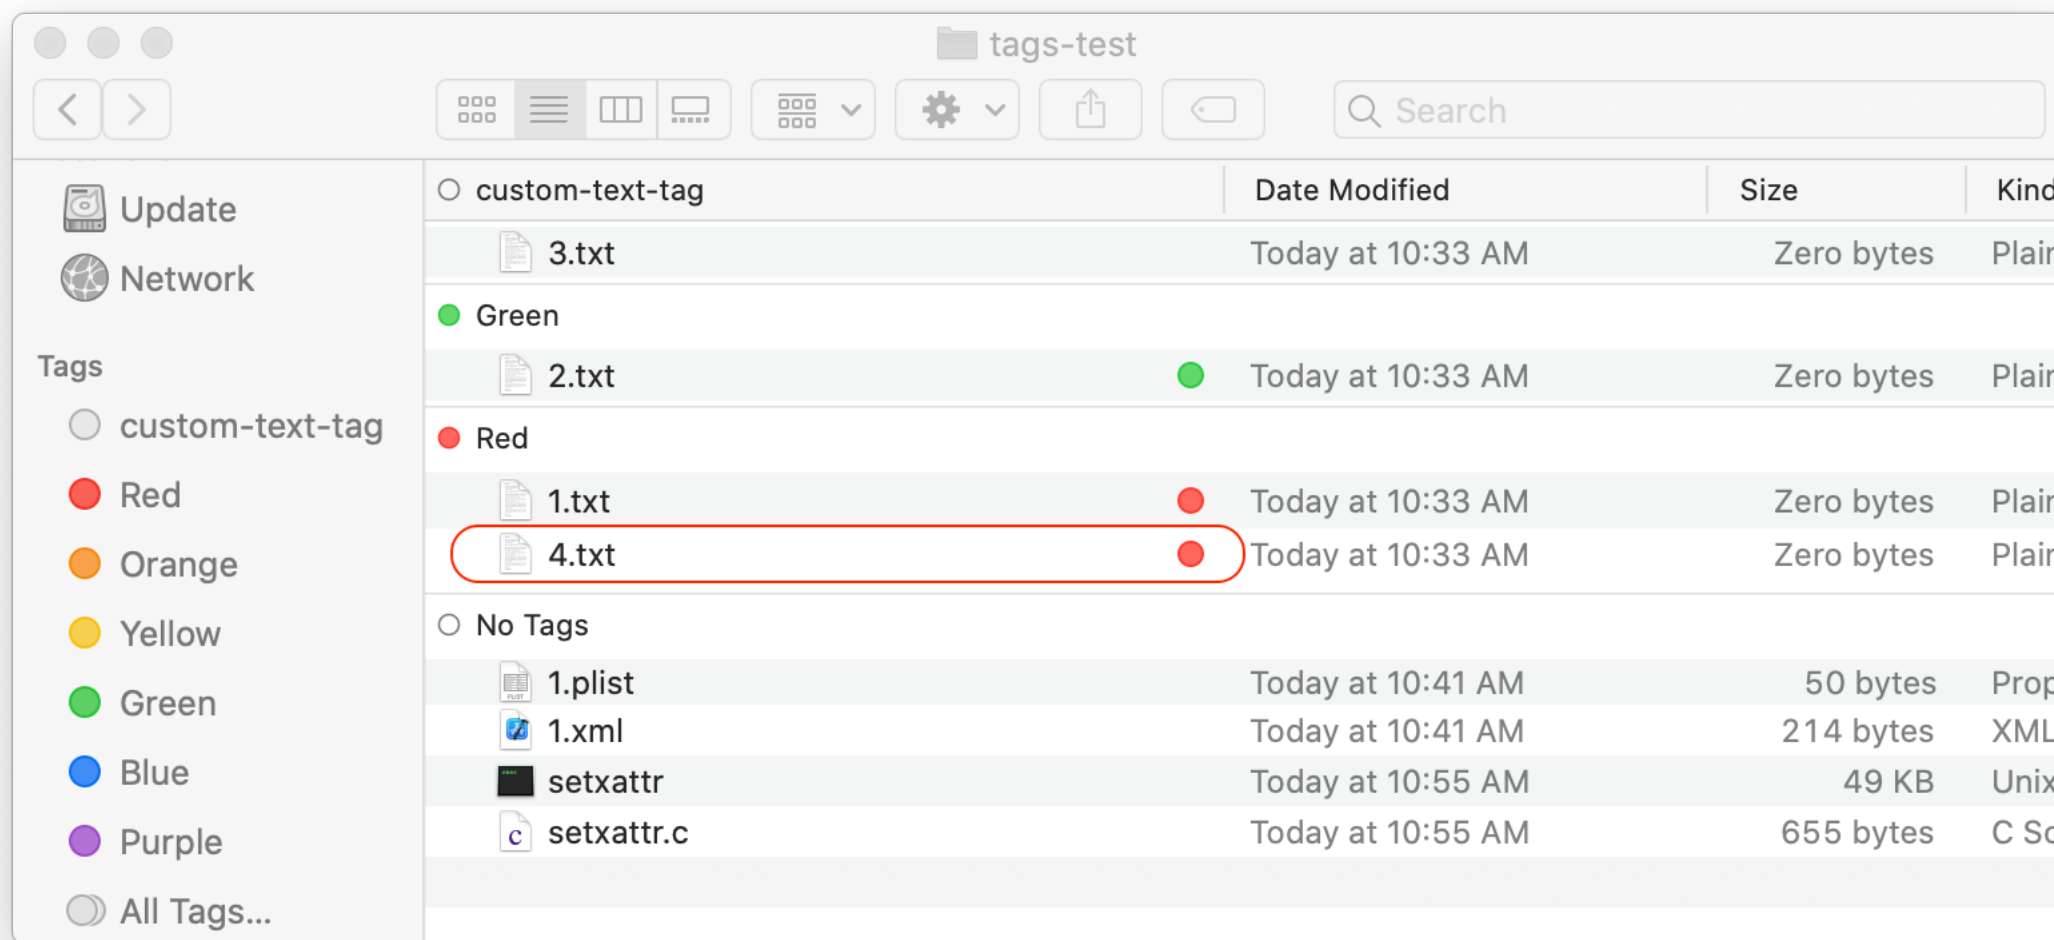 tags-test
Search
Update
Network
Tags
custom-text-tag
Red
Orange
Yellow
Green
Blue
Purple
All Tags...
custom-text-tag Date Modified Size Kind
3.txt Today at 10:33 AM Zero bytes Plain
Green
2.txt Today at 10:33 AM Zero bytes Plain
Red
1.txt Today at 10:33 AM Zero bytes Plain
4.txt Today at 10:33 AM Zero bytes Plain
No Tags
1.plist Today at 10:41 AM 50 bytes Prop
1.xml Today at 10:41 AM 214 bytes XML
setxattr Today at 10:55 AM 49 KB Unix
setxattr.c Today at 10:55 AM 655 bytes C So